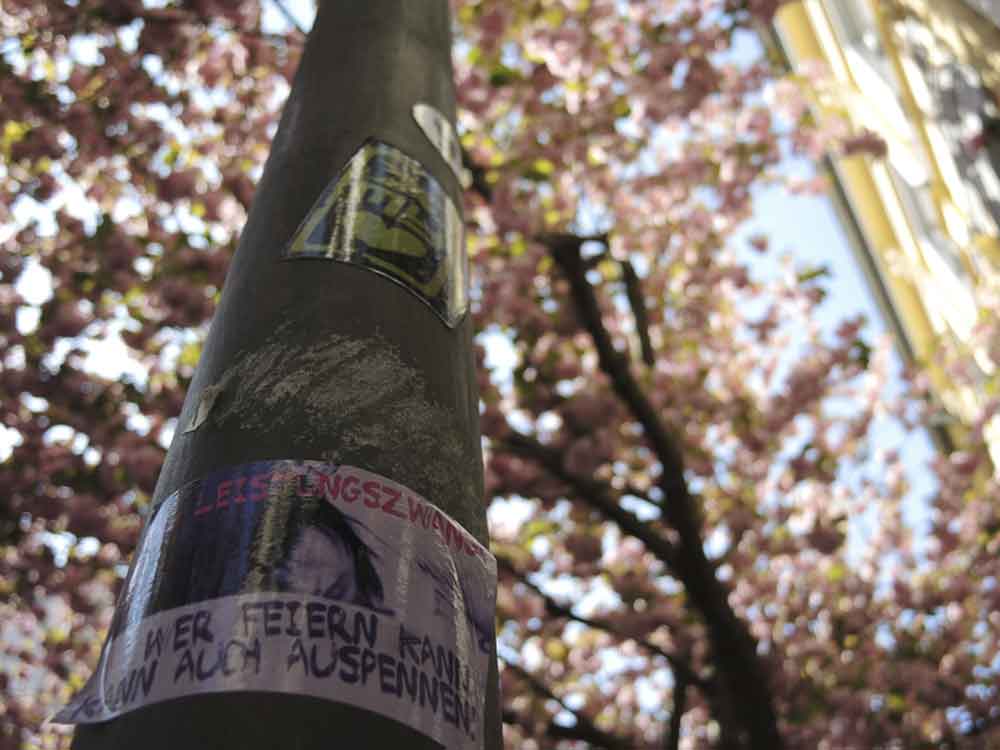 LEISTUNGSZWANG?
WER FEIERN KANN
KANN AUCH AUSPENNEN!